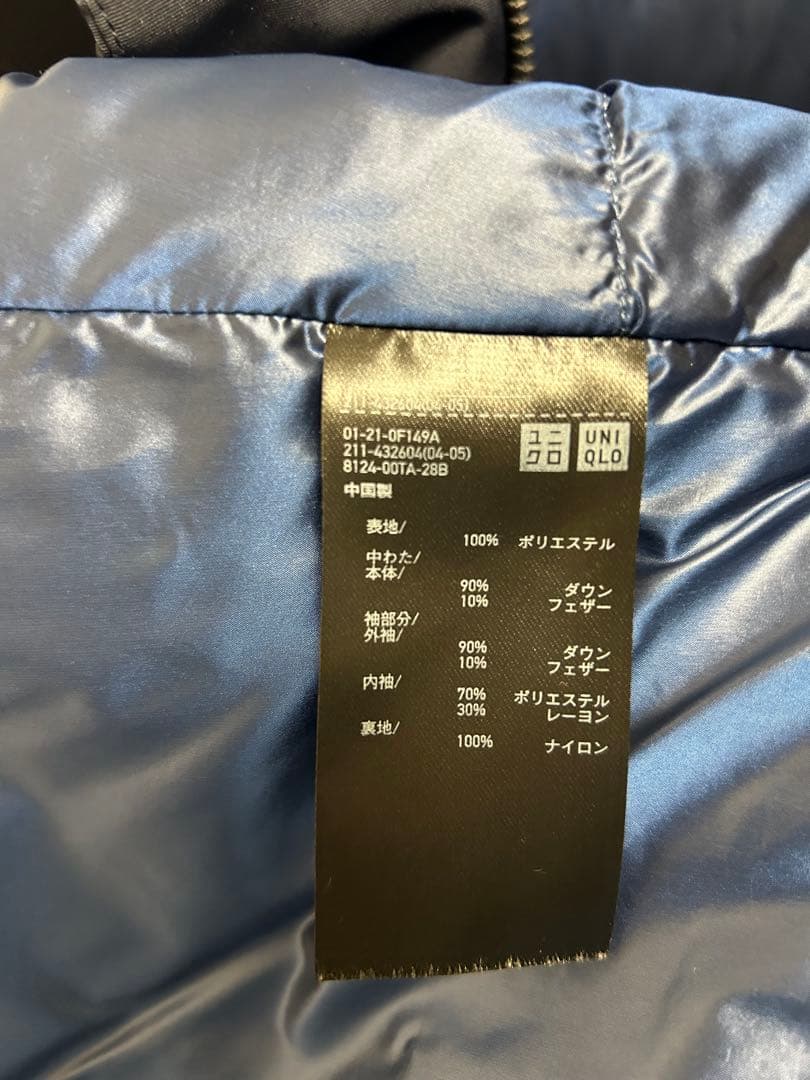 01-21-0F149A
211-432604(04-05)
8124-00TA-28B
中国製
ユニ
クロ
UNI
QLO
表地/
100% ポリエステル
中わた/
本体/
90% ダウン
10% フェザー
袖部分/
外袖/
90% ダウン
10% フェザー
内袖/
70% ポリエステル
30% レーヨン
裏地/
100% ナイロン